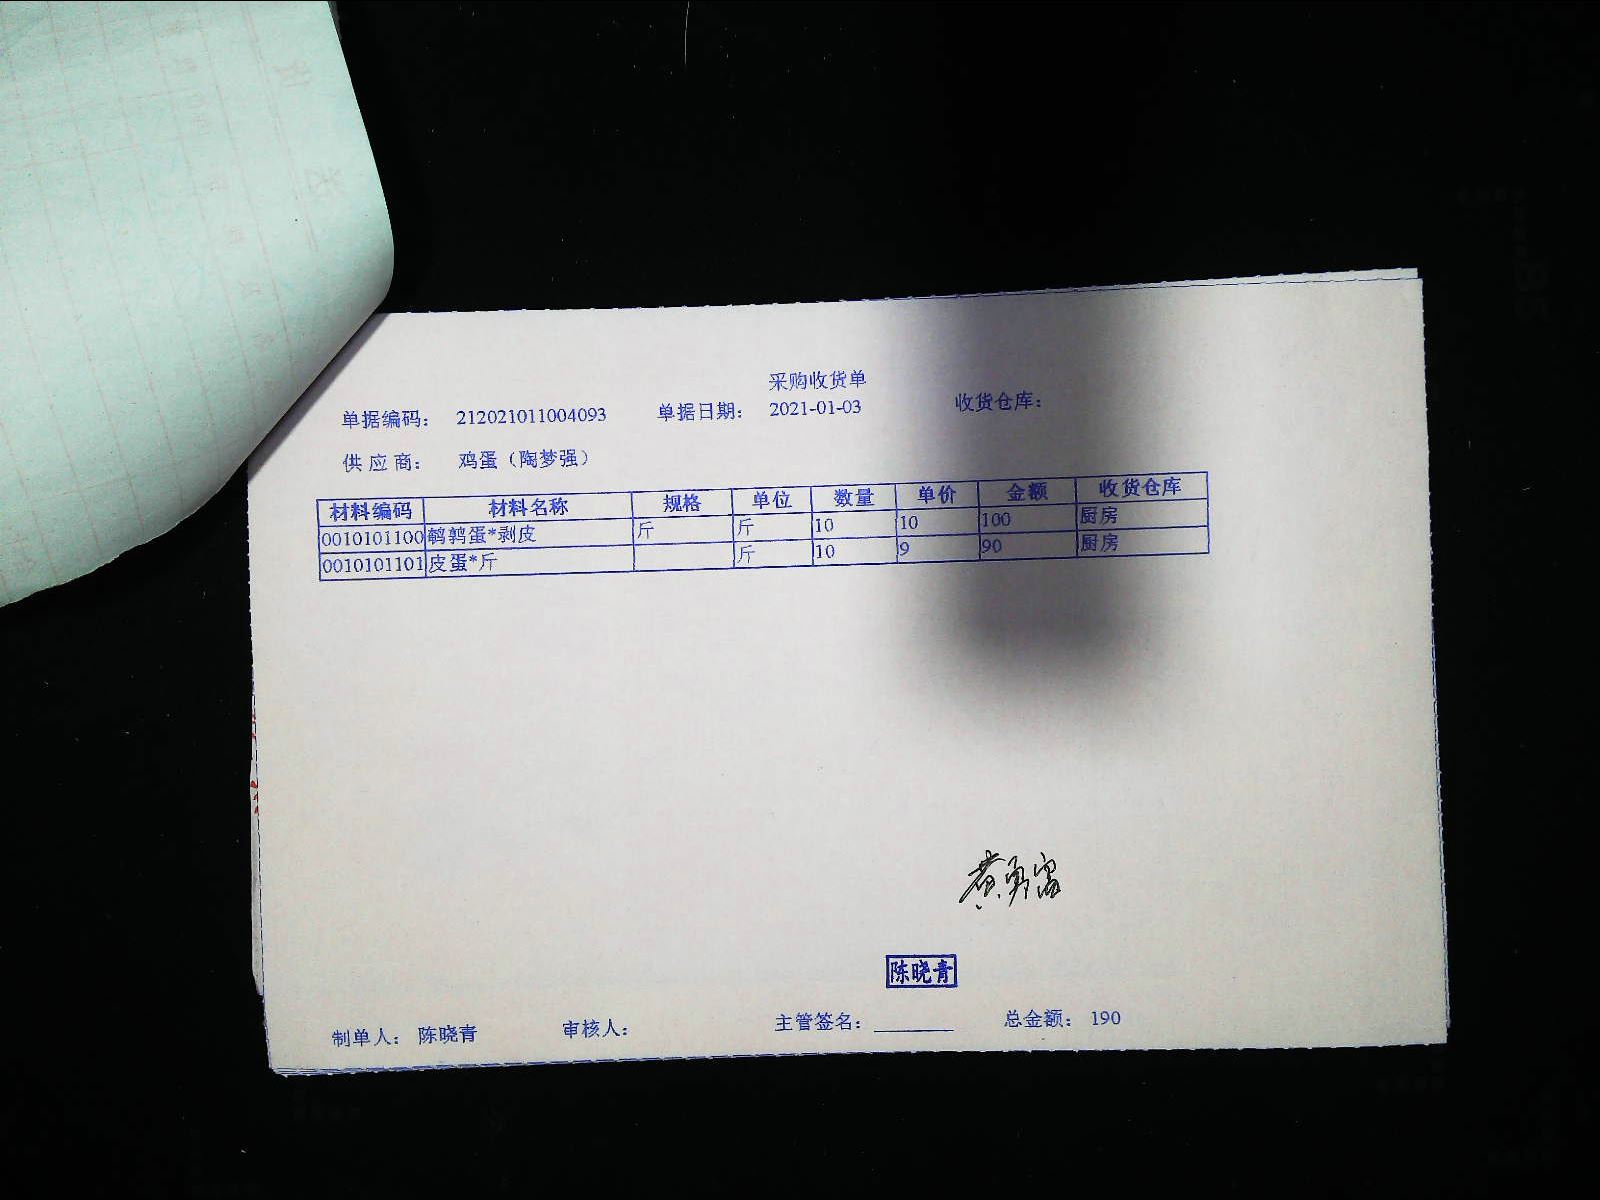 采购收货单
单据编码： 212021011004093 单据日期： 2021-01-03 收货仓库：
供 应 商： 鸡蛋（陶梦强）
材料编码 材料名称 规格 单位 数量 单价 金额 收货仓库
0010101100 鹌鹑蛋*剥皮 斤 斤 10 10 100 厨房
0010101101 皮蛋*斤 斤 10 9 90 厨房
黄勇富
陈晓青
制单人： 陈晓青 审核人： 主管签名： 总金额： 190